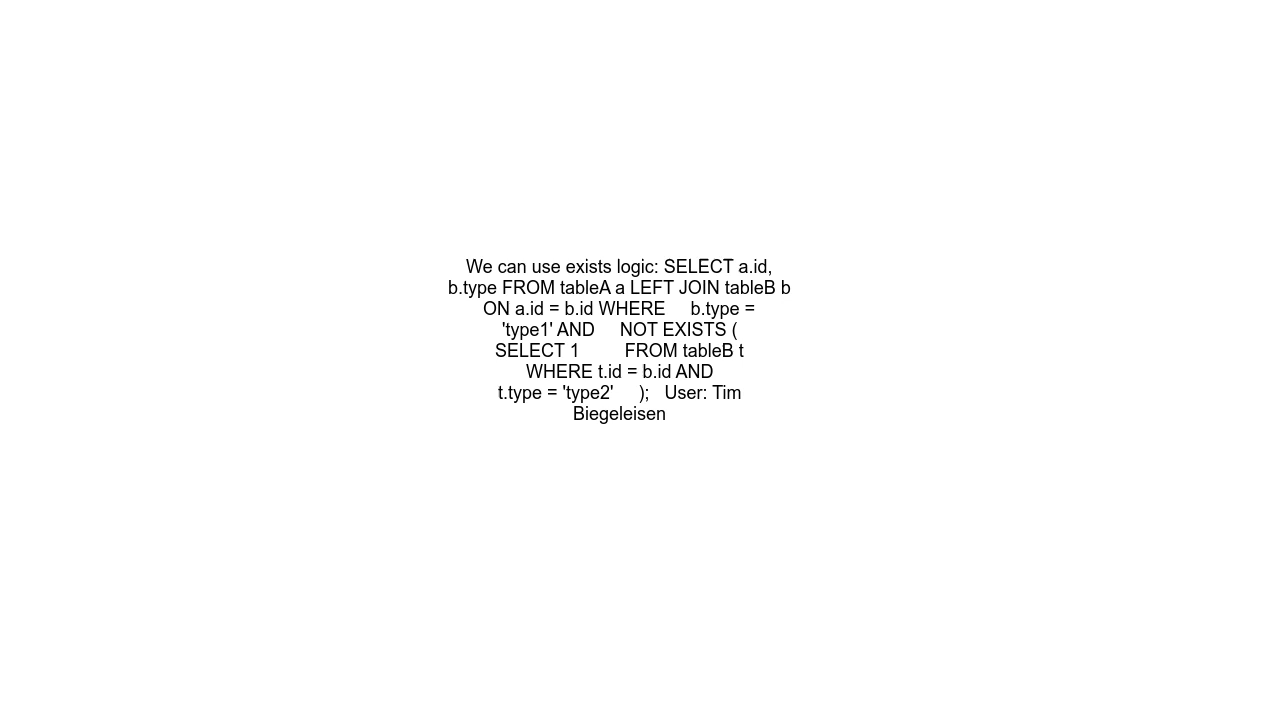 We can use exists logic: SELECT a.id,
b.type FROM tableA a LEFT JOIN tableB b
ON a.id = b.id WHERE     b.type =
'type1' AND     NOT EXISTS (
SELECT 1         FROM tableB t
WHERE t.id = b.id AND
t.type = 'type2'     );   User: Tim
Biegeleisen